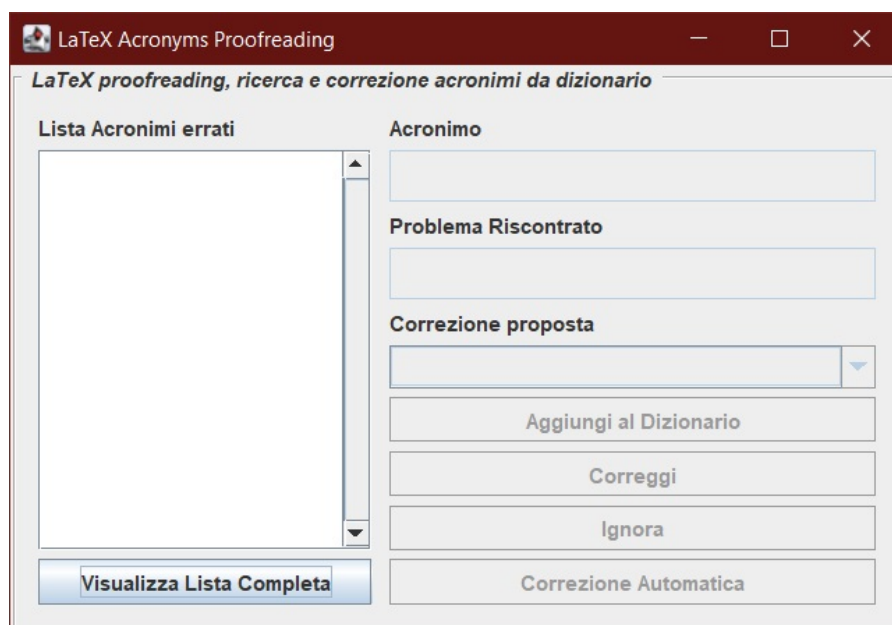 LaTeX Acronyms Proofreading
LaTeX proofreading, ricerca e correzione acronimi da dizionario
Lista Acronimi errati
Acronimo
Problema Riscontrato
Correzione proposta
Aggiungi al Dizionario
Correggi
Ignora
Visualizza Lista Completa
Correzione Automatica